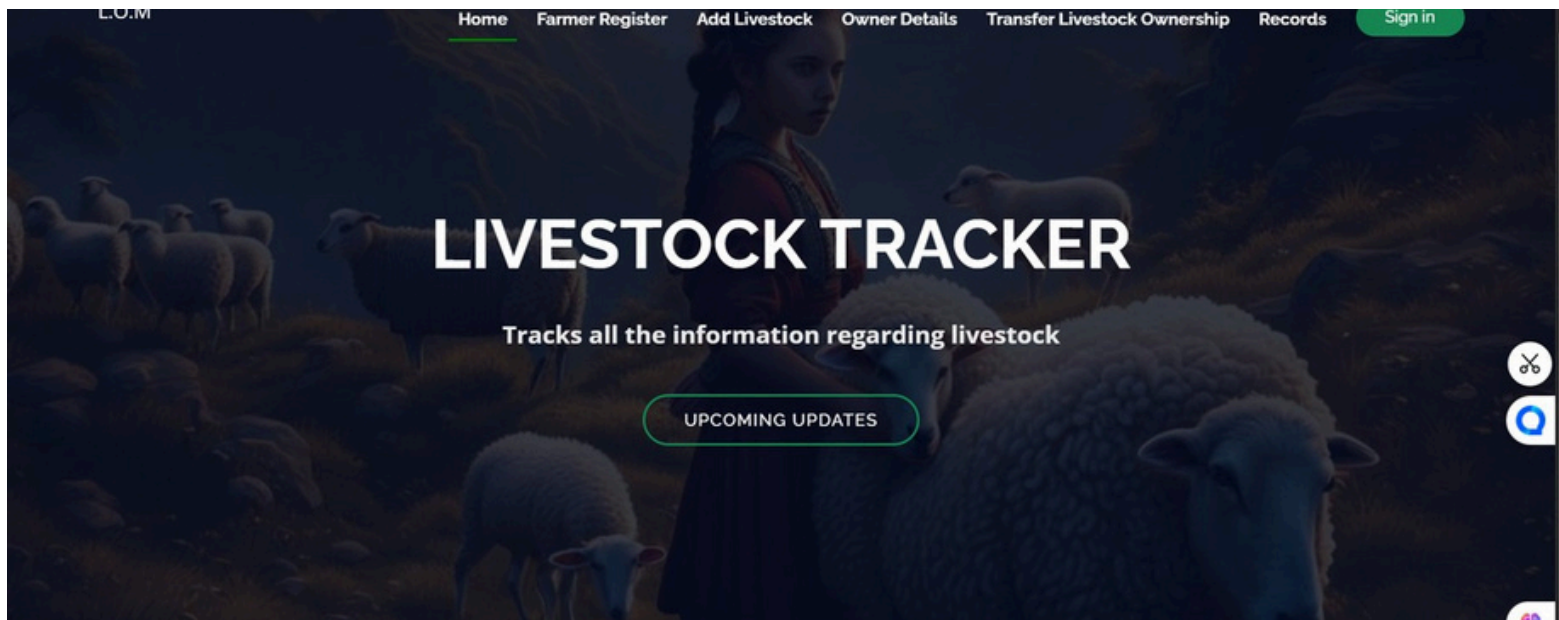 L.O.M
Home Farmer Register Add Livestock Owner Details Transfer Livestock Ownership Records Sign in
LIVESTOCK TRACKER
Tracks all the information regarding livestock
UPCOMING UPDATES